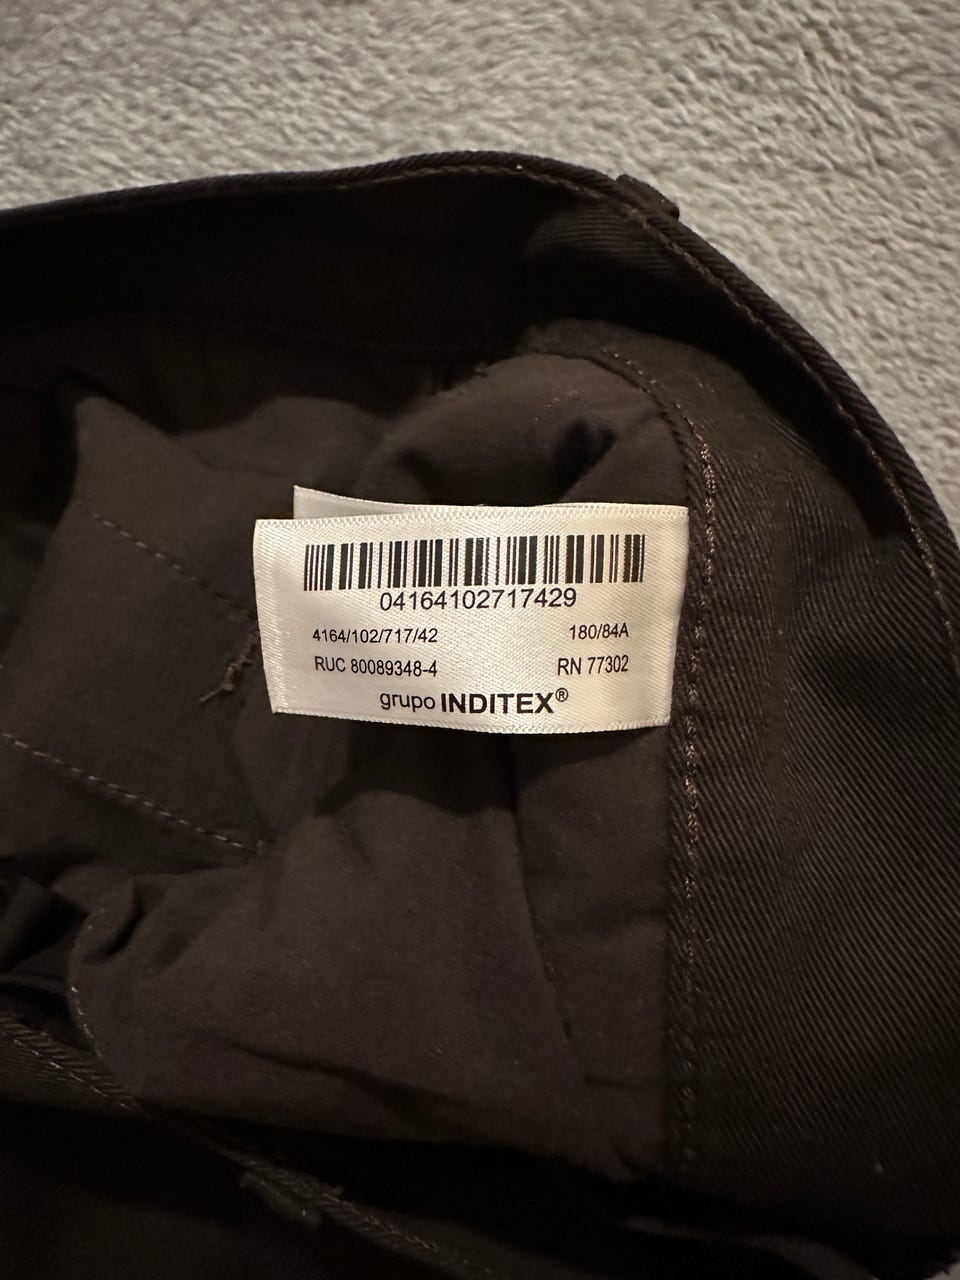 04164102717429
4164/102/717/42 180/84A
RUC 80089348-4 RN 77302
grupo INDITEX®